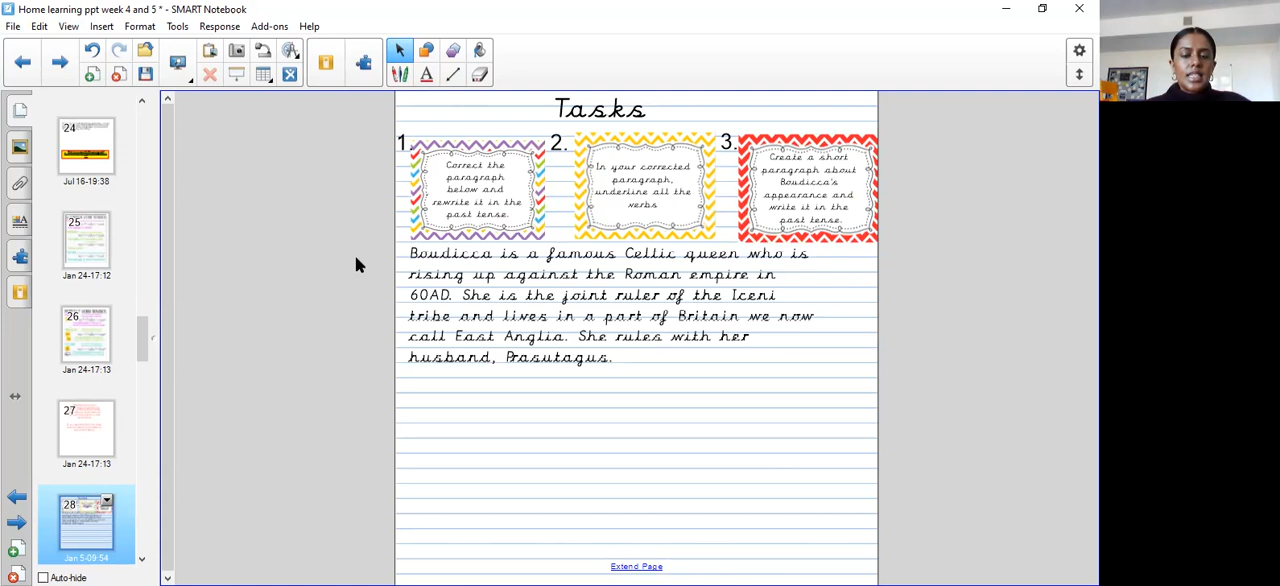 Home learning ppt week 4 and 5 * - SMART Notebook
File Edit View Insert Format Tools Response Add-ons Help
24
Jul 16-19:38
25
Jan 24-17:12
26
Jan 24-17:13
27
Jan 24-17:13
28
Jan 5-09:54
Auto-hide
Tasks
1.
Correct the
paragraph
below and
rewrite it in the
past tense.
2.
In your corrected
paragraph,
underline all the
verbs
3.
Create a short
paragraph about
Boudicca's
appearance and
write it in the
past tense.
Boudicca is a famous Celtic queen who is
rising up against the Roman empire in
60AD. She is the joint ruler of the Iceni
tribe and lives in a part of Britain we now
call East Anglia. She rules with her
husband, Prasutagus.
Extend Page